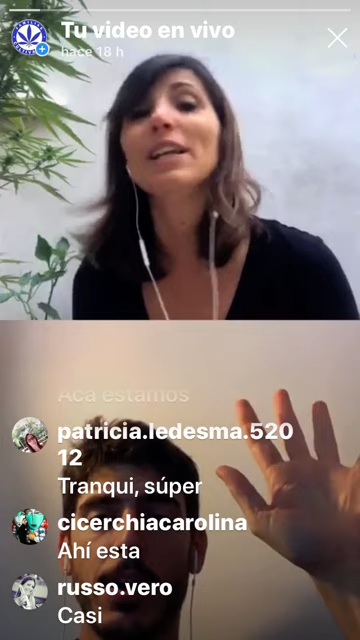 Tu video en vivo
hace 18 h
Acá estamos
patricia.ledesma.520
12
Tranqui, súper
cicerchiacarolina
Ahí esta
russo.vero
Casi